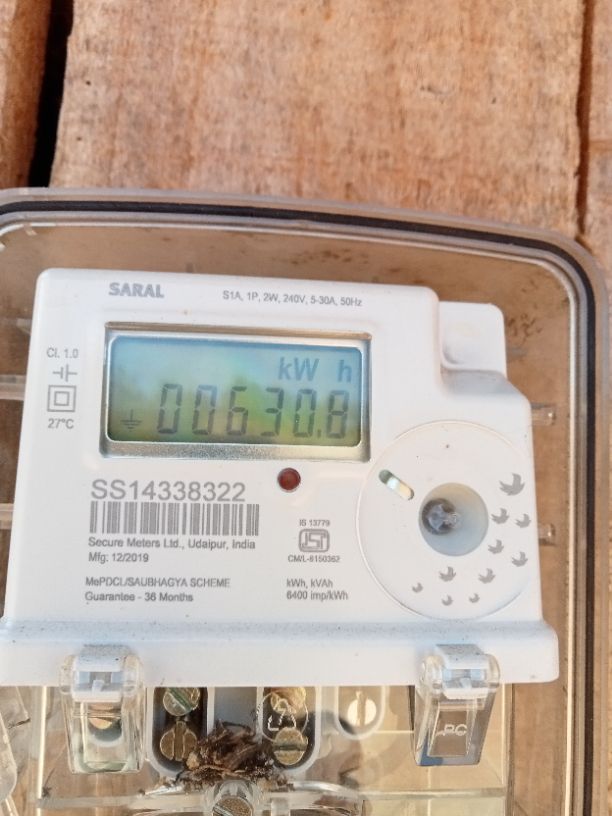 SARAL
S1A, 1P, 2W, 240V, 5-30A, 50Hz
Cl. 1.0
27°C
kW h
00630.8
SS14338322
Secure Meters Ltd., Udaipur, India
Mfg: 12/2019
MePDCL/SAUBHAGYA SCHEME
Guarantee - 36 Months
IS 13779
ISI
CM/L-8150362
kWh, kVAh
6400 imp/kWh